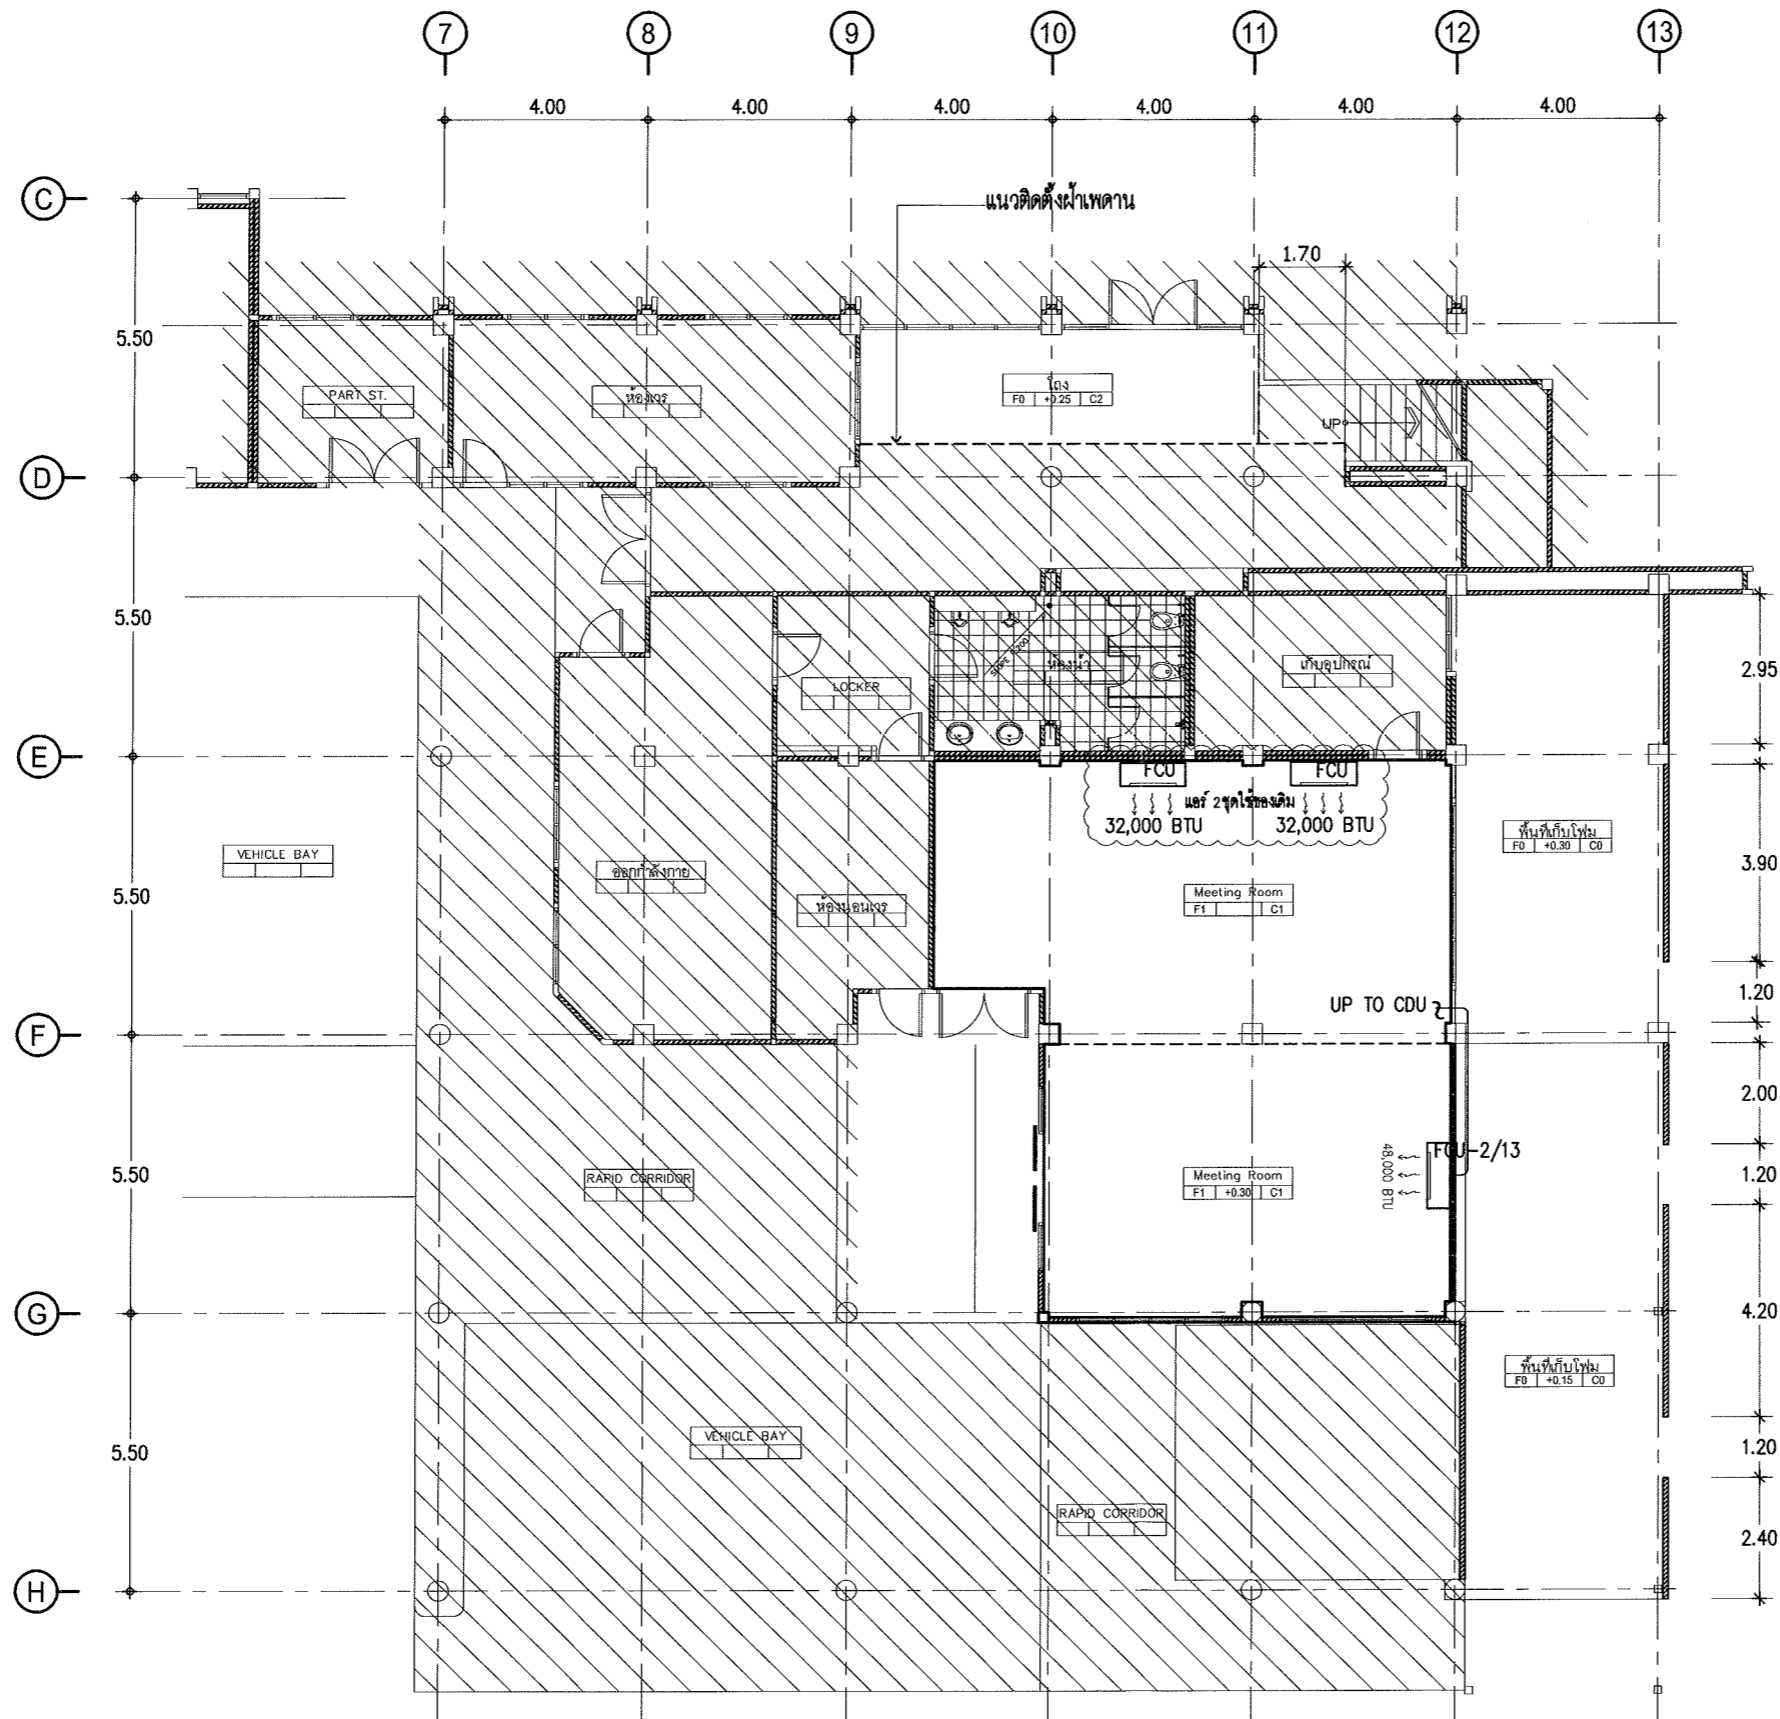 7 8 9 10 11 12 13
4.00 4.00 4.00 4.00 4.00 4.00
C
แนวติดตั้งฝ้าเพดาน
1.70
5.50
PART ST.
ห้องเวร
โถง
F0 +0.25 C2
UP
D
5.50
2.95
LOCKER
ห้องน้ำ
SLOPE 1:200
เก็บอุปกรณ์
E
FCU FCU
แอร์ 2 ชุดใช้ของเดิม
32,000 BTU 32,000 BTU
พื้นที่เก็บโฟม
F0 +0.30 C0
VEHICLE BAY
3.90
5.50
ออกกำลังกาย
ห้องนอนเวร
Meeting Room
F1 C1
1.20
UP TO CDU
F
2.00
FCU-2/13
48,000 BTU
5.50
RAPID CORRIDOR
Meeting Room
F1 +0.30 C1
1.20
G
4.20
พื้นที่เก็บโฟม
F0 +0.15 C0
VEHICLE BAY
5.50
1.20
RAPID CORRIDOR
2.40
H